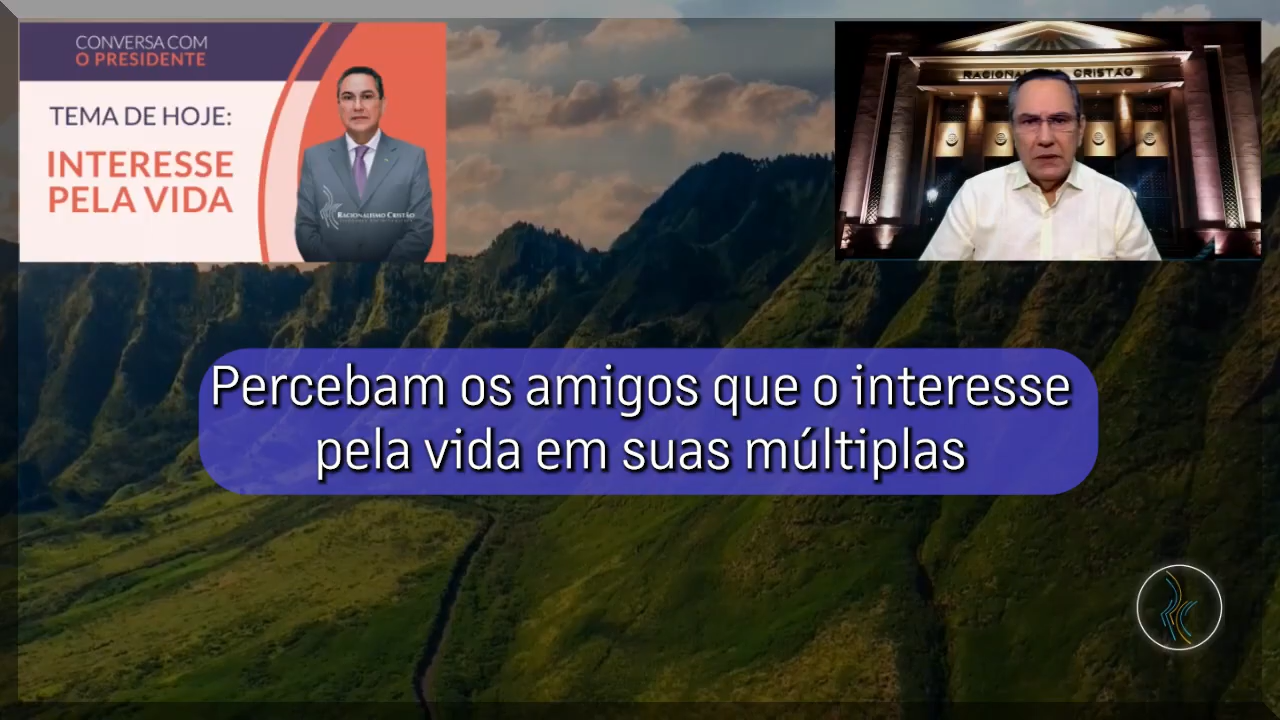 CONVERSA COM
O PRESIDENTE
TEMA DE HOJE:
INTERESSE
PELA VIDA
RACIONALISMO CRISTÃO
Percebam os amigos que o interesse
pela vida em suas múltiplas